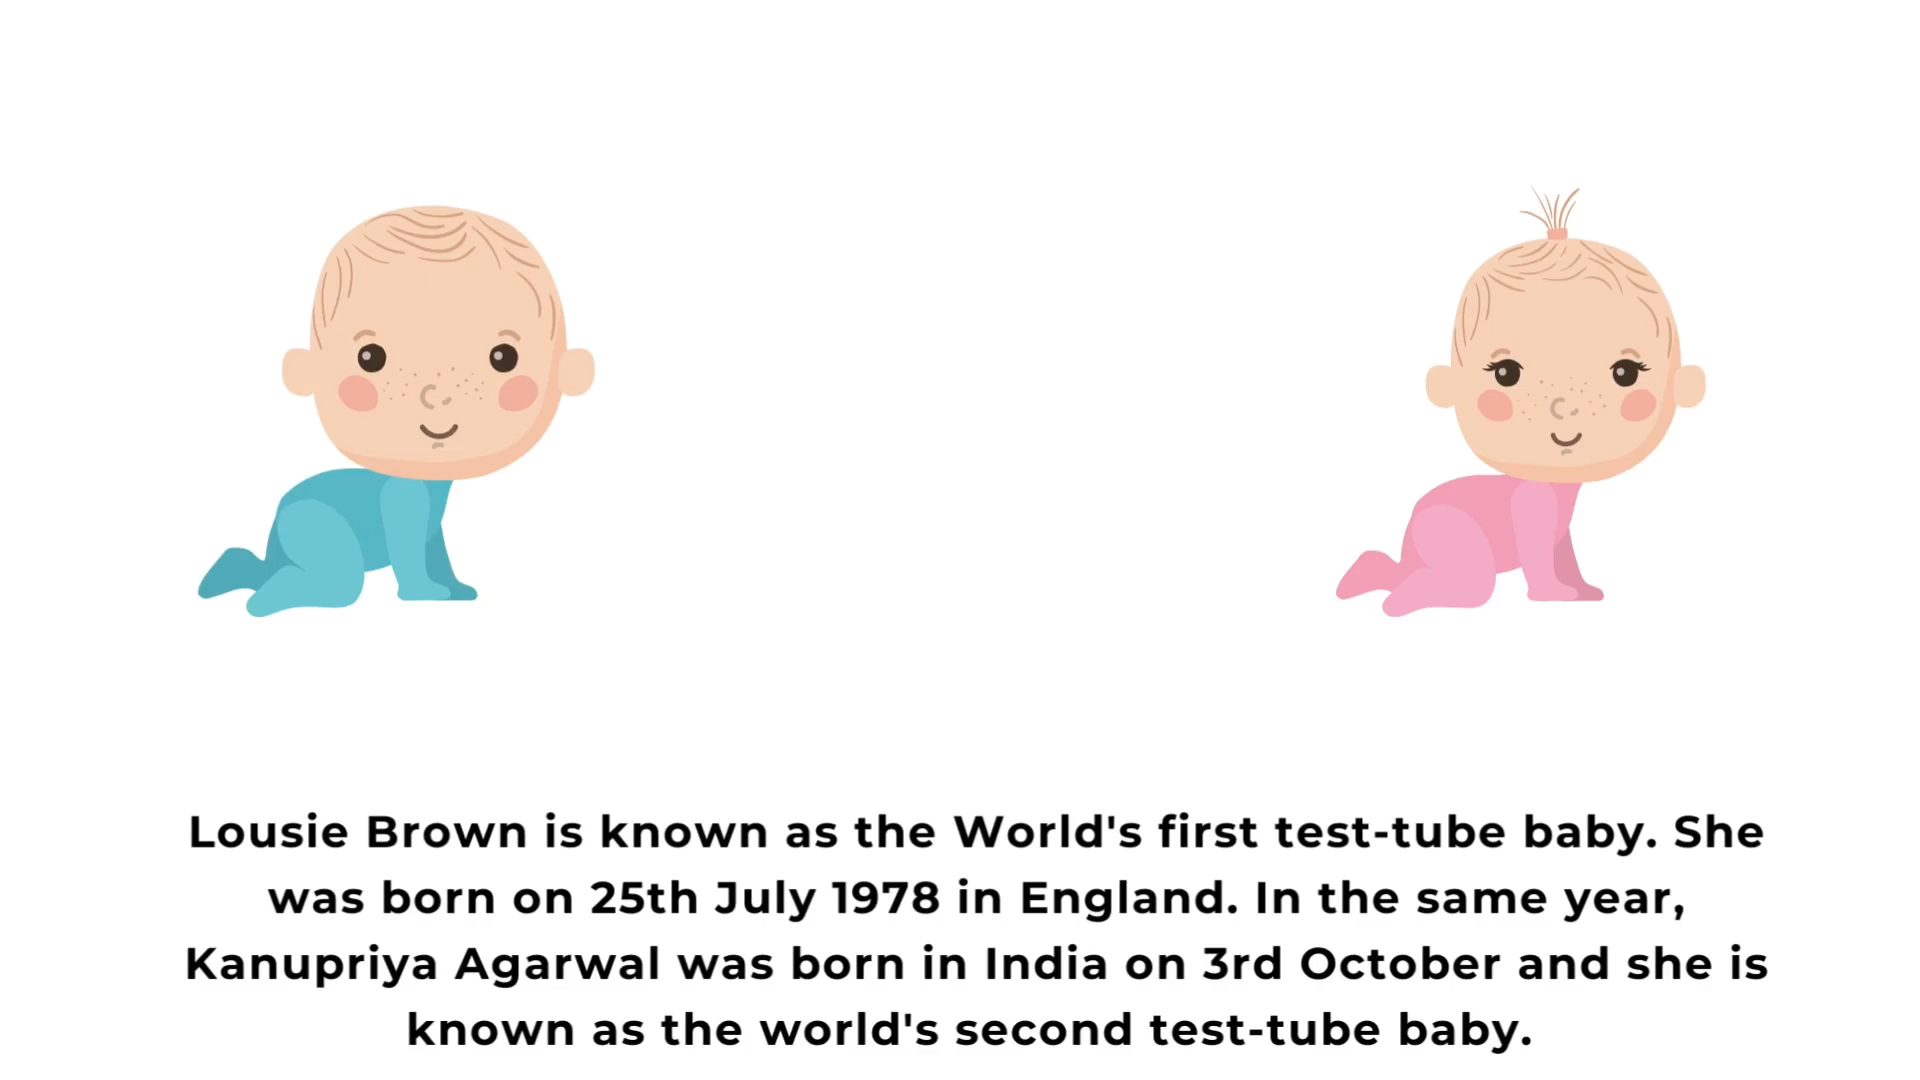 Lousie Brown is known as the World's first test-tube baby. She
was born on 25th July 1978 in England. In the same year,
Kanupriya Agarwal was born in India on 3rd October and she is
known as the world's second test-tube baby.